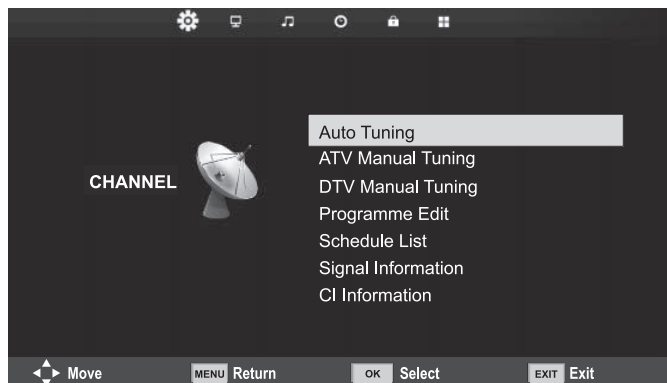 Auto Tuning
ATV Manual Tuning
CHANNEL
DTV Manual Tuning
Programme Edit
Schedule List
Signal Information
CI Information
Move MENU Return OK Select EXIT Exit